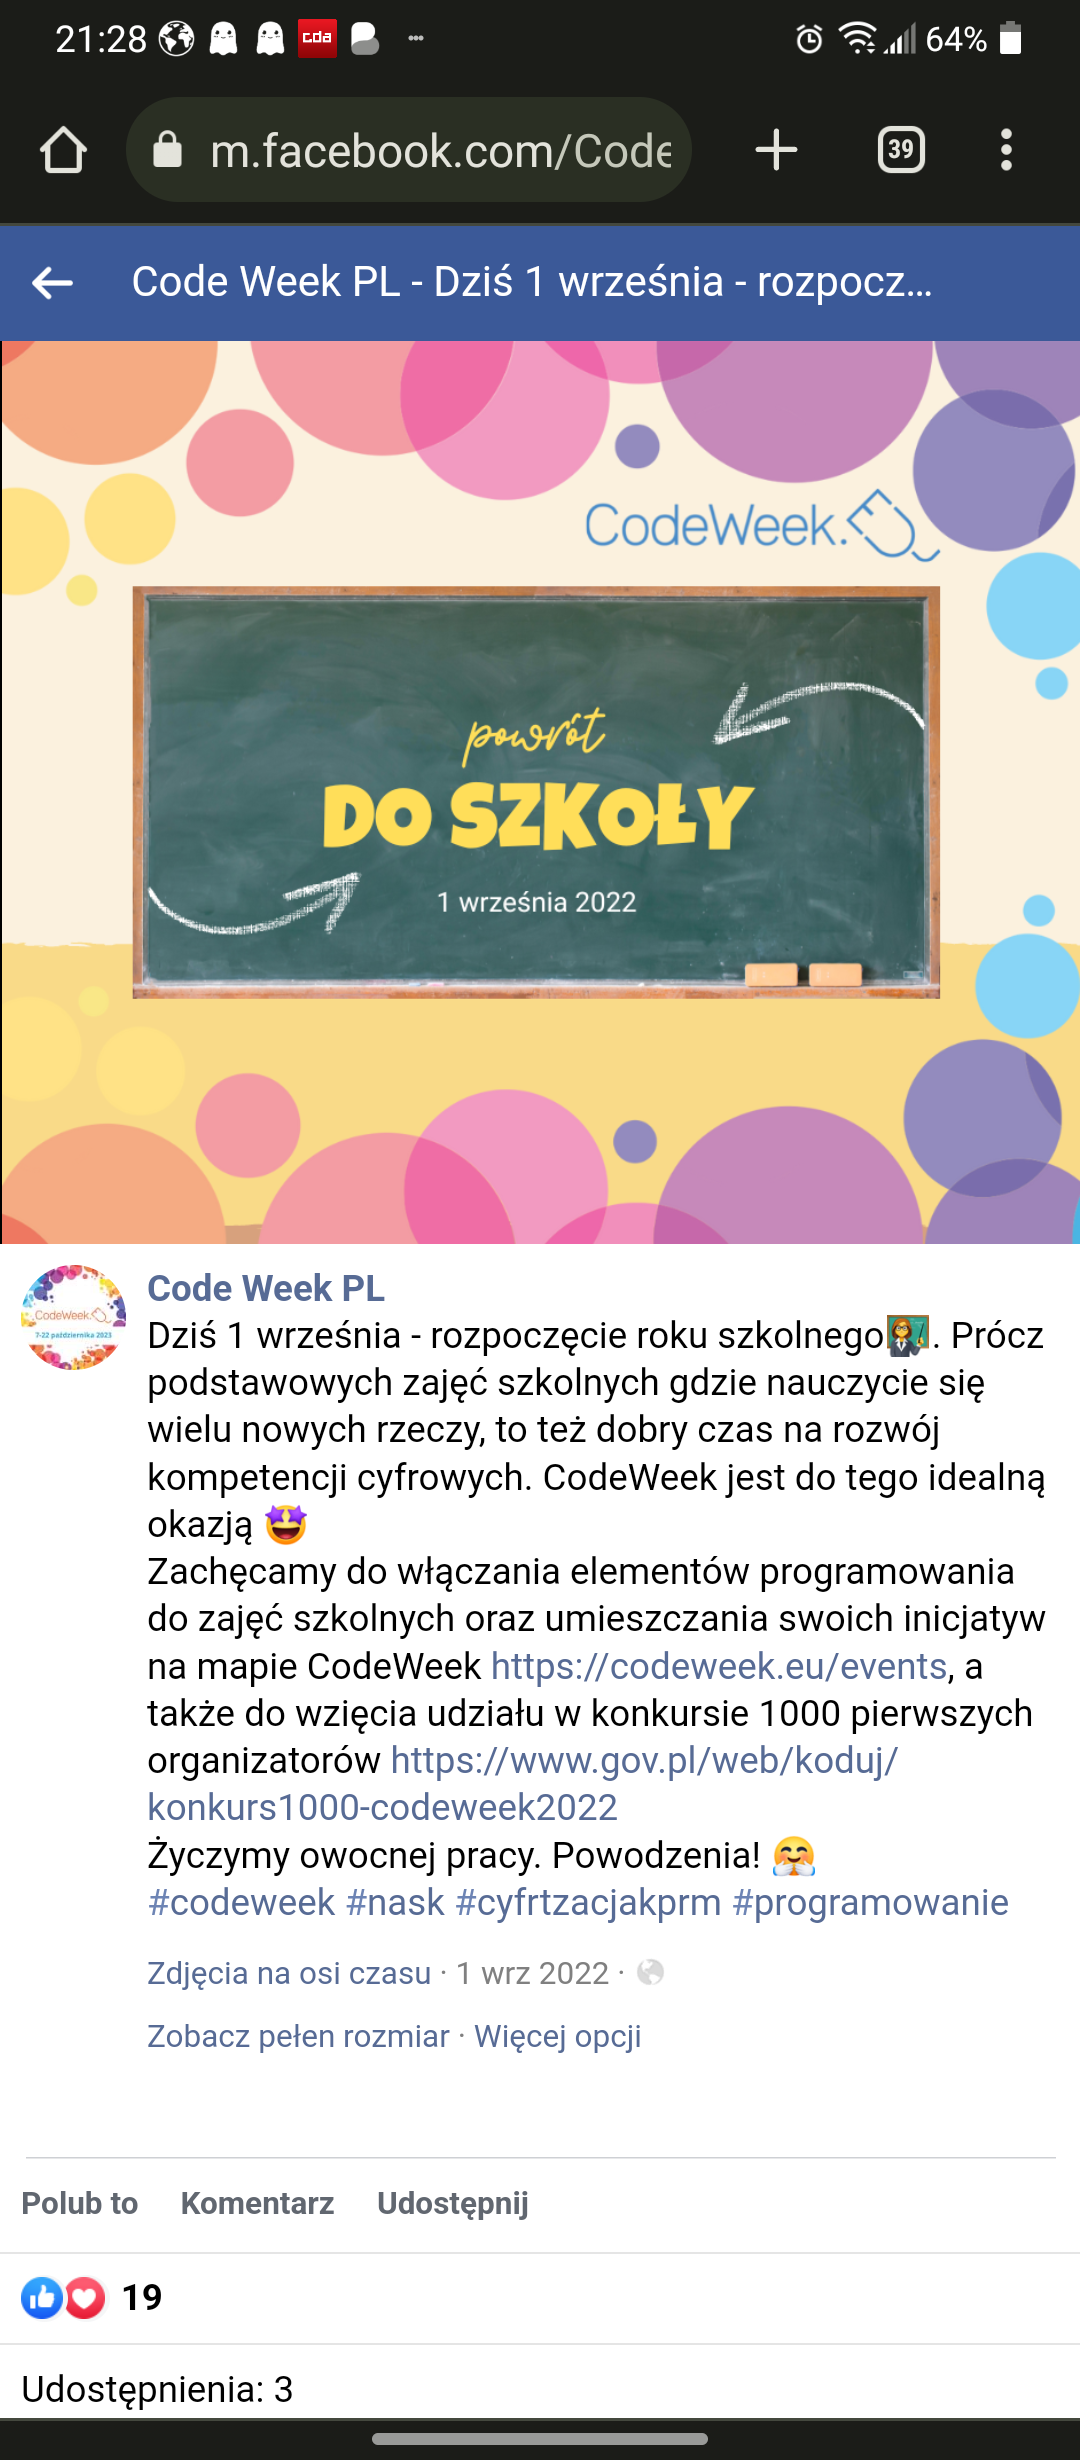 21:28
cda
64%
m.facebook.com/Code
39
Code Week PL - Dziś 1 września - rozpocz...
CodeWeek.EU
powrót
DO SZKOŁY
1 września 2022
CodeWeek.
7-22 października 2023
Code Week PL
Dziś 1 września - rozpoczęcie roku szkolnego👩‍🏫. Prócz
podstawowych zajęć szkolnych gdzie nauczycie się
wielu nowych rzeczy, to też dobry czas na rozwój
kompetencji cyfrowych. CodeWeek jest do tego idealną
okazją 🤩
Zachęcamy do włączania elementów programowania
do zajęć szkolnych oraz umieszczania swoich inicjatyw
na mapie CodeWeek https://codeweek.eu/events, a
także do wzięcia udziału w konkursie 1000 pierwszych
organizatorów https://www.gov.pl/web/koduj/
konkurs1000-codeweek2022
Życzymy owocnej pracy. Powodzenia! 🤗
#codeweek #nask #cyfrtzacjakprm #programowanie
Zdjęcia na osi czasu · 1 wrz 2022 ·
Zobacz pełen rozmiar · Więcej opcji
Polub to Komentarz Udostępnij
19
Udostępnienia: 3